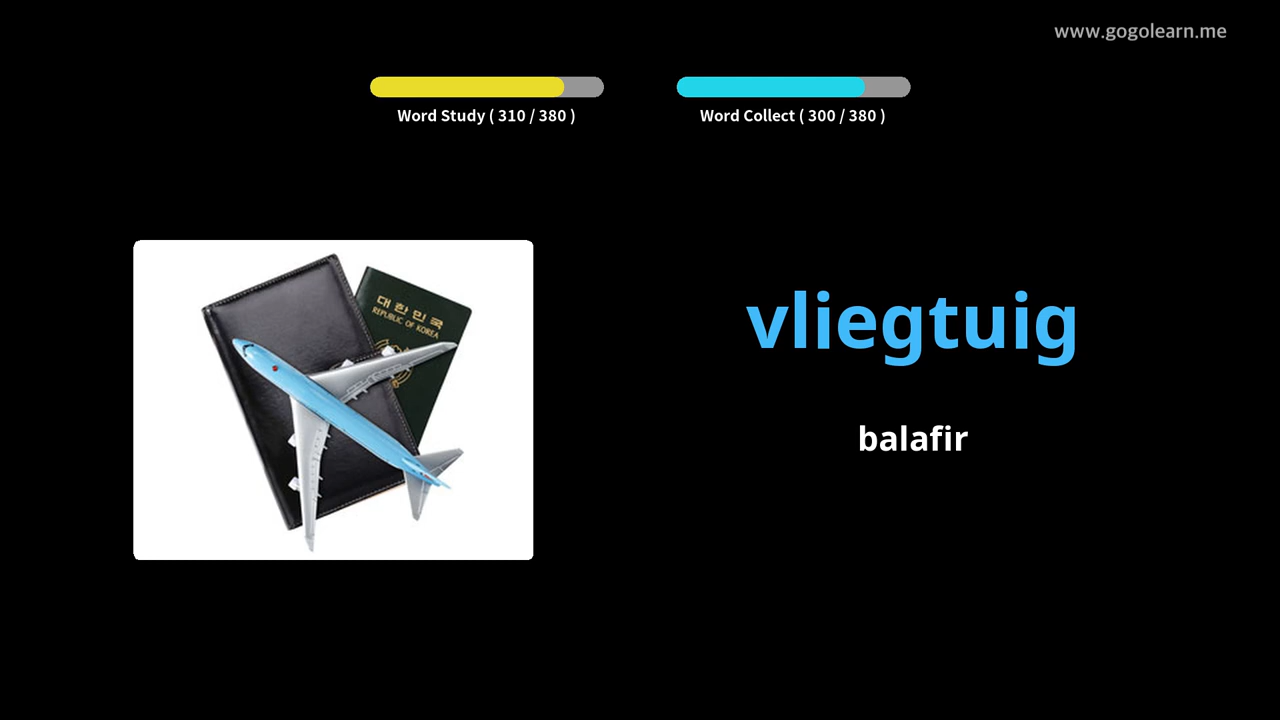 www.gogolearn.me
Word Study ( 310 / 380 )
Word Collect ( 300 / 380 )
대한민국
REPUBLIC OF KOREA
vliegtuig
balafir